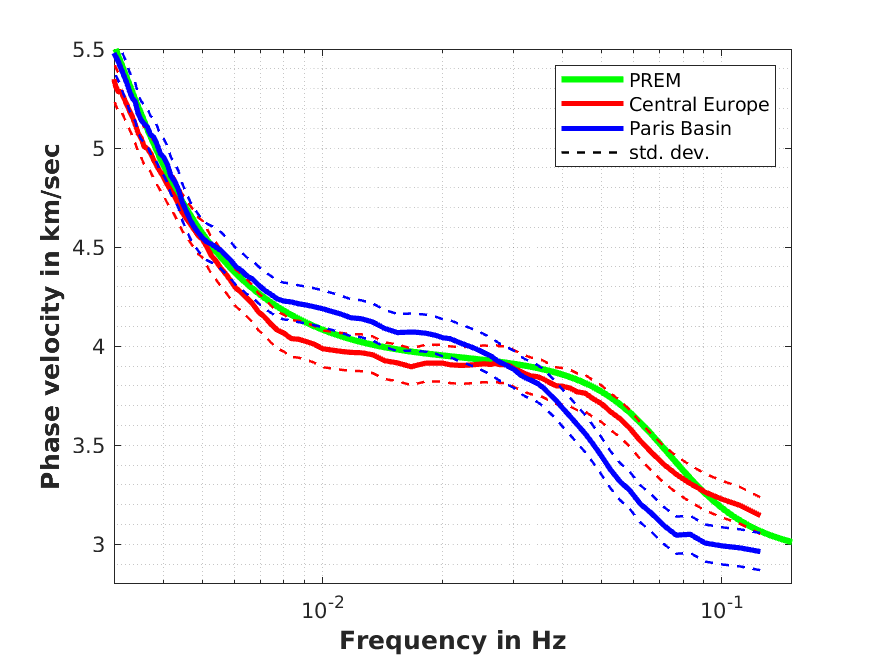 5.5
5
4.5
4
3.5
3
Phase velocity in km/sec
PREM
Central Europe
Paris Basin
std. dev.
10-2
10-1
Frequency in Hz